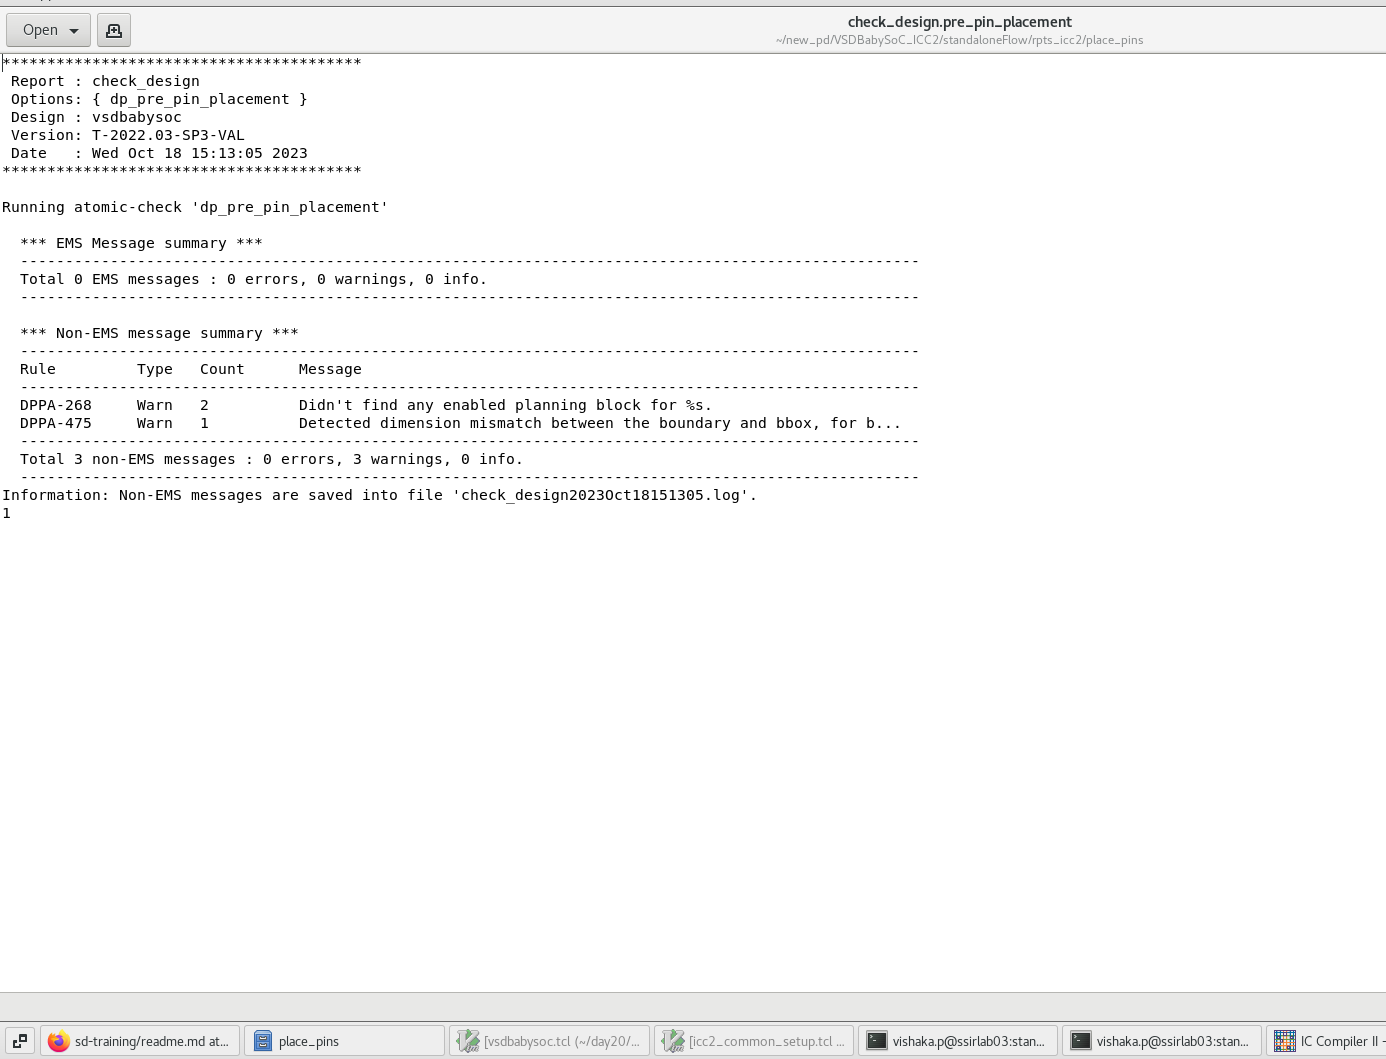 Open
check_design.pre_pin_placement
~/new_pd/VSDBabySoC_ICC2/standaloneFlow/rpts_icc2/place_pins
****************************************
Report : check_design
Options: { dp_pre_pin_placement }
Design : vsdbabysoc
Version: T-2022.03-SP3-VAL
Date   : Wed Oct 18 15:13:05 2023
****************************************
Running atomic-check 'dp_pre_pin_placement'
*** EMS Message summary ***
----------------------------------------------------------------------------------------------------
Total 0 EMS messages : 0 errors, 0 warnings, 0 info.
----------------------------------------------------------------------------------------------------
*** Non-EMS message summary ***
----------------------------------------------------------------------------------------------------
Rule         Type   Count      Message
----------------------------------------------------------------------------------------------------
DPPA-268     Warn   2          Didn't find any enabled planning block for %s.
DPPA-475     Warn   1          Detected dimension mismatch between the boundary and bbox, for b...
----------------------------------------------------------------------------------------------------
Total 3 non-EMS messages : 0 errors, 3 warnings, 0 info.
----------------------------------------------------------------------------------------------------
Information: Non-EMS messages are saved into file 'check_design2023Oct18151305.log'.
1
sd-training/readme.md at...
place_pins
[vsdbabysoc.tcl (~/day20/...
[icc2_common_setup.tcl ...
vishaka.p@ssirlab03:stan...
vishaka.p@ssirlab03:stan...
IC Compiler II -